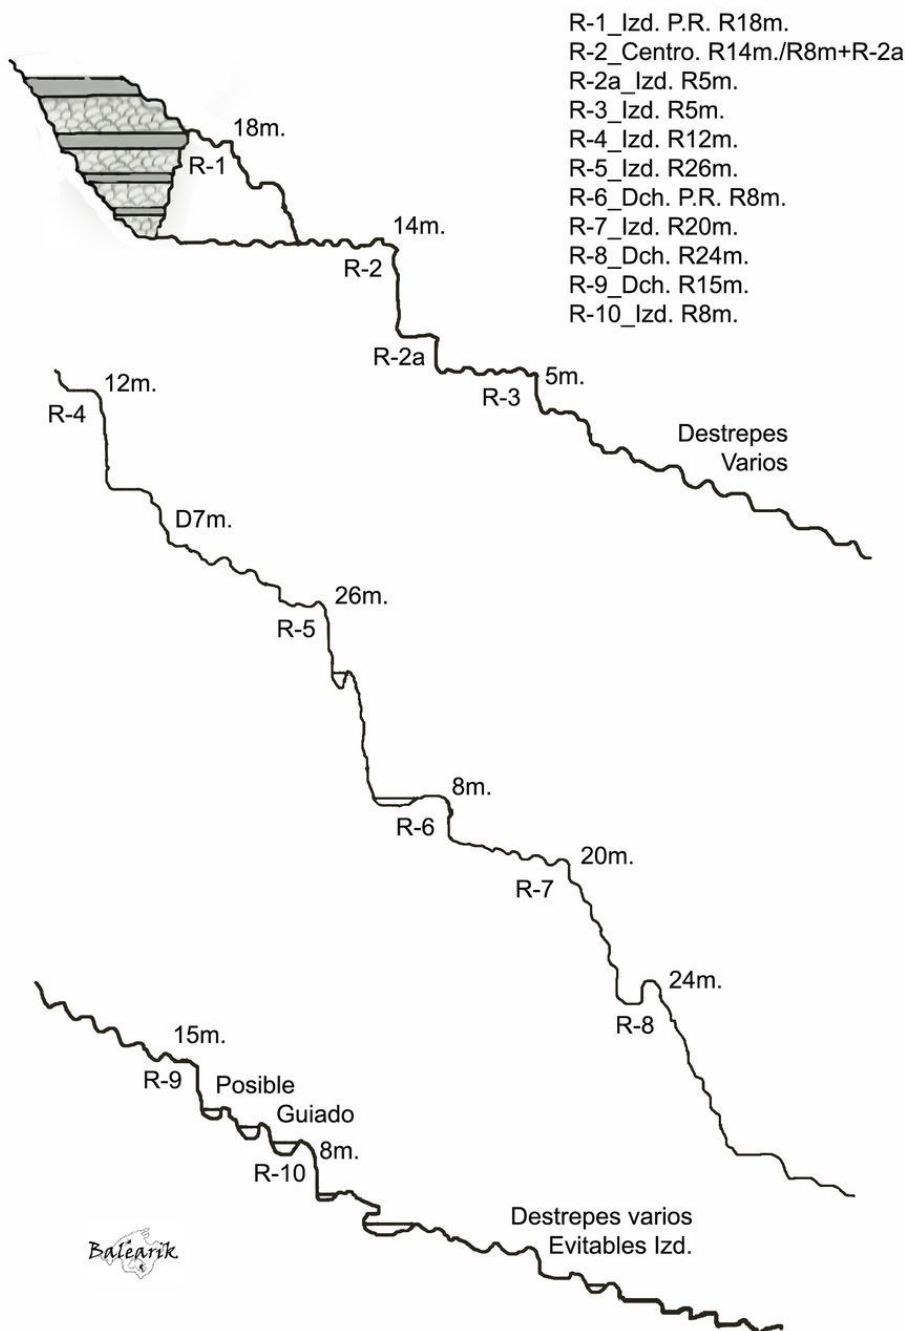 R-1_Izd. P.R. R18m.
R-2_Centro. R14m./R8m+R-2a
R-2a_Izd. R5m.
R-3_Izd. R5m.
R-4_Izd. R12m.
R-5_Izd. R26m.
R-6_Dch. P.R. R8m.
R-7_Izd. R20m.
R-8_Dch. R24m.
R-9_Dch. R15m.
R-10_Izd. R8m.
18m.
R-1
14m.
R-2
R-2a
5m.
R-3
Destrepes
Varios
12m.
R-4
D7m.
26m.
R-5
8m.
R-6
20m.
R-7
24m.
R-8
15m.
R-9
Posible
Guiado
8m.
R-10
Destrepes varios
Evitables Izd.
Balearik